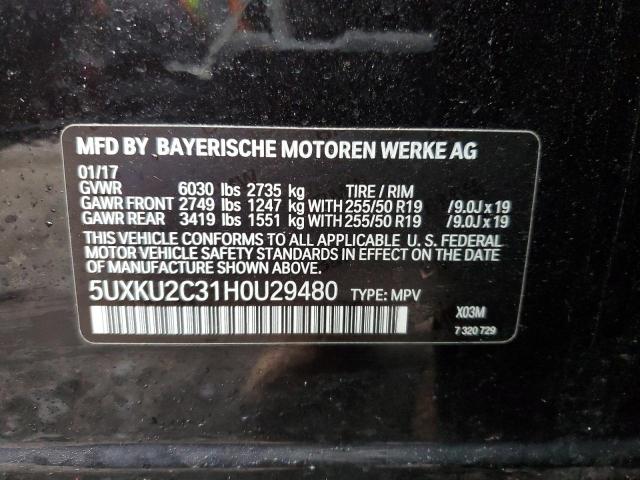 MFD BY BAYERISCHE MOTOREN WERKE AG
01/17
GVWR 6030 lbs 2735 kg TIRE / RIM
GAWR FRONT 2749 lbs 1247 kg WITH 255/50 R19 /9.0J x 19
GAWR REAR 3419 lbs 1551 kg WITH 255/50 R19 /9.0J x 19
THIS VEHICLE CONFORMS TO ALL APPLICABLE U. S. FEDERAL
MOTOR VEHICLE SAFETY STANDARDS IN EFFECT ON THE
DATE OF MANUFACTURE SHOWN ABOVE.
5UXKU2C31H0U29480 TYPE: MPV
X03M
7 320 729